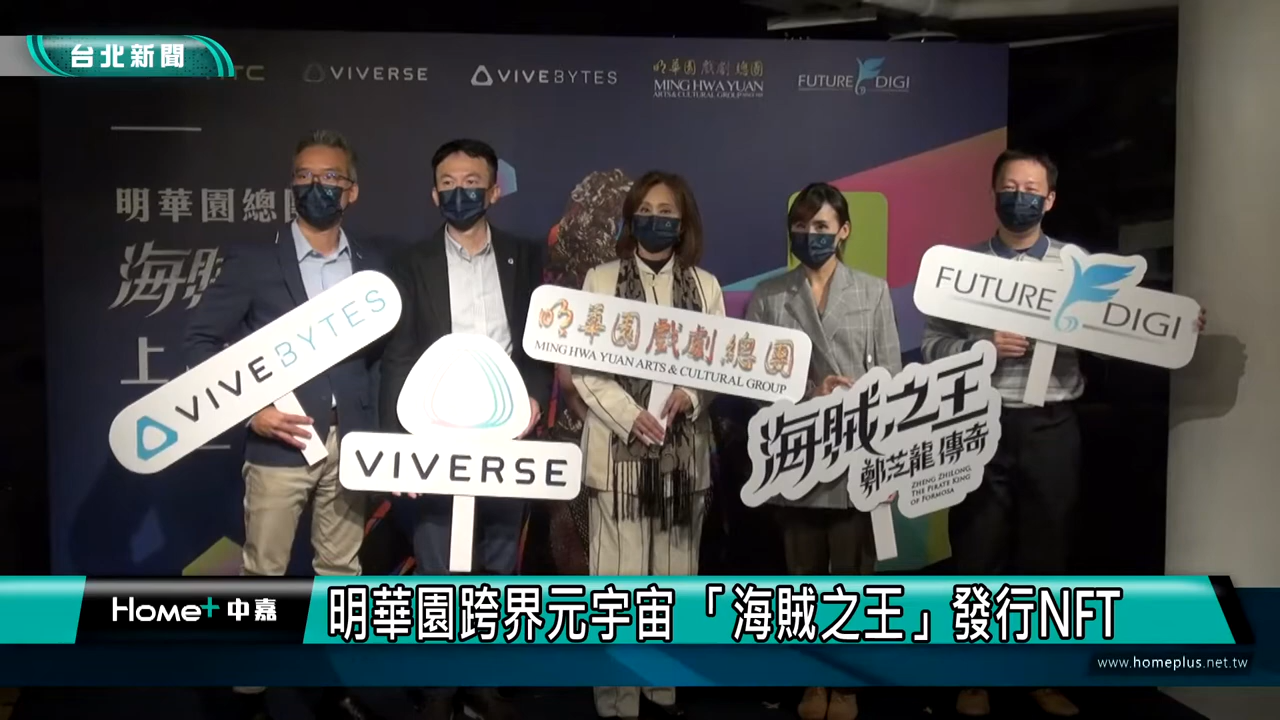 台北新聞
TC
VIVERSE
VIVEBYTES
明華園戲劇總團
MING HWA YUAN
ARTS & CULTURAL GROUP
FUTURE DIGI
明華園總
海賊
上
VIVEBYTES
VIVERSE
明華園戲劇總團
MING HWA YUAN ARTS & CULTURAL GROUP
海賊之王
鄭芝龍傳奇
ZHENG ZHILONG,
THE PIRATE KING
OF FORMOSA
FUTURE DIGI
Home+中嘉
明華園跨界元宇宙「海賊之王」發行NFT
www.homeplus.net.tw